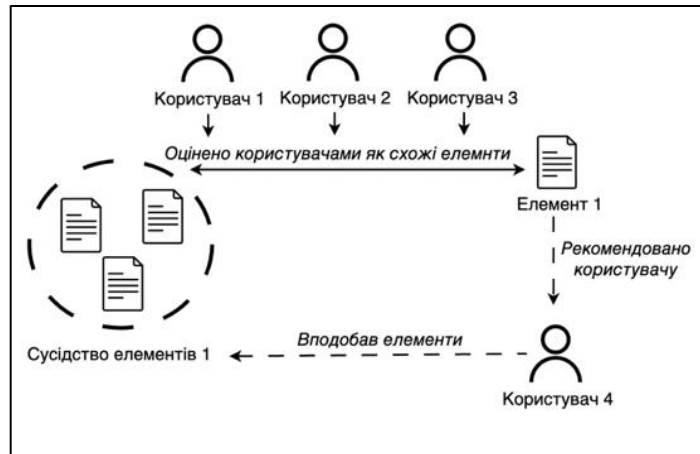 Користувач 1 Користувач 2 Користувач 3
Оцінено користувачами як схожі елемнти
Елемент 1
Рекомендовано
користувачу
Вподобав елементи
Сусідство елементів 1
Користувач 4